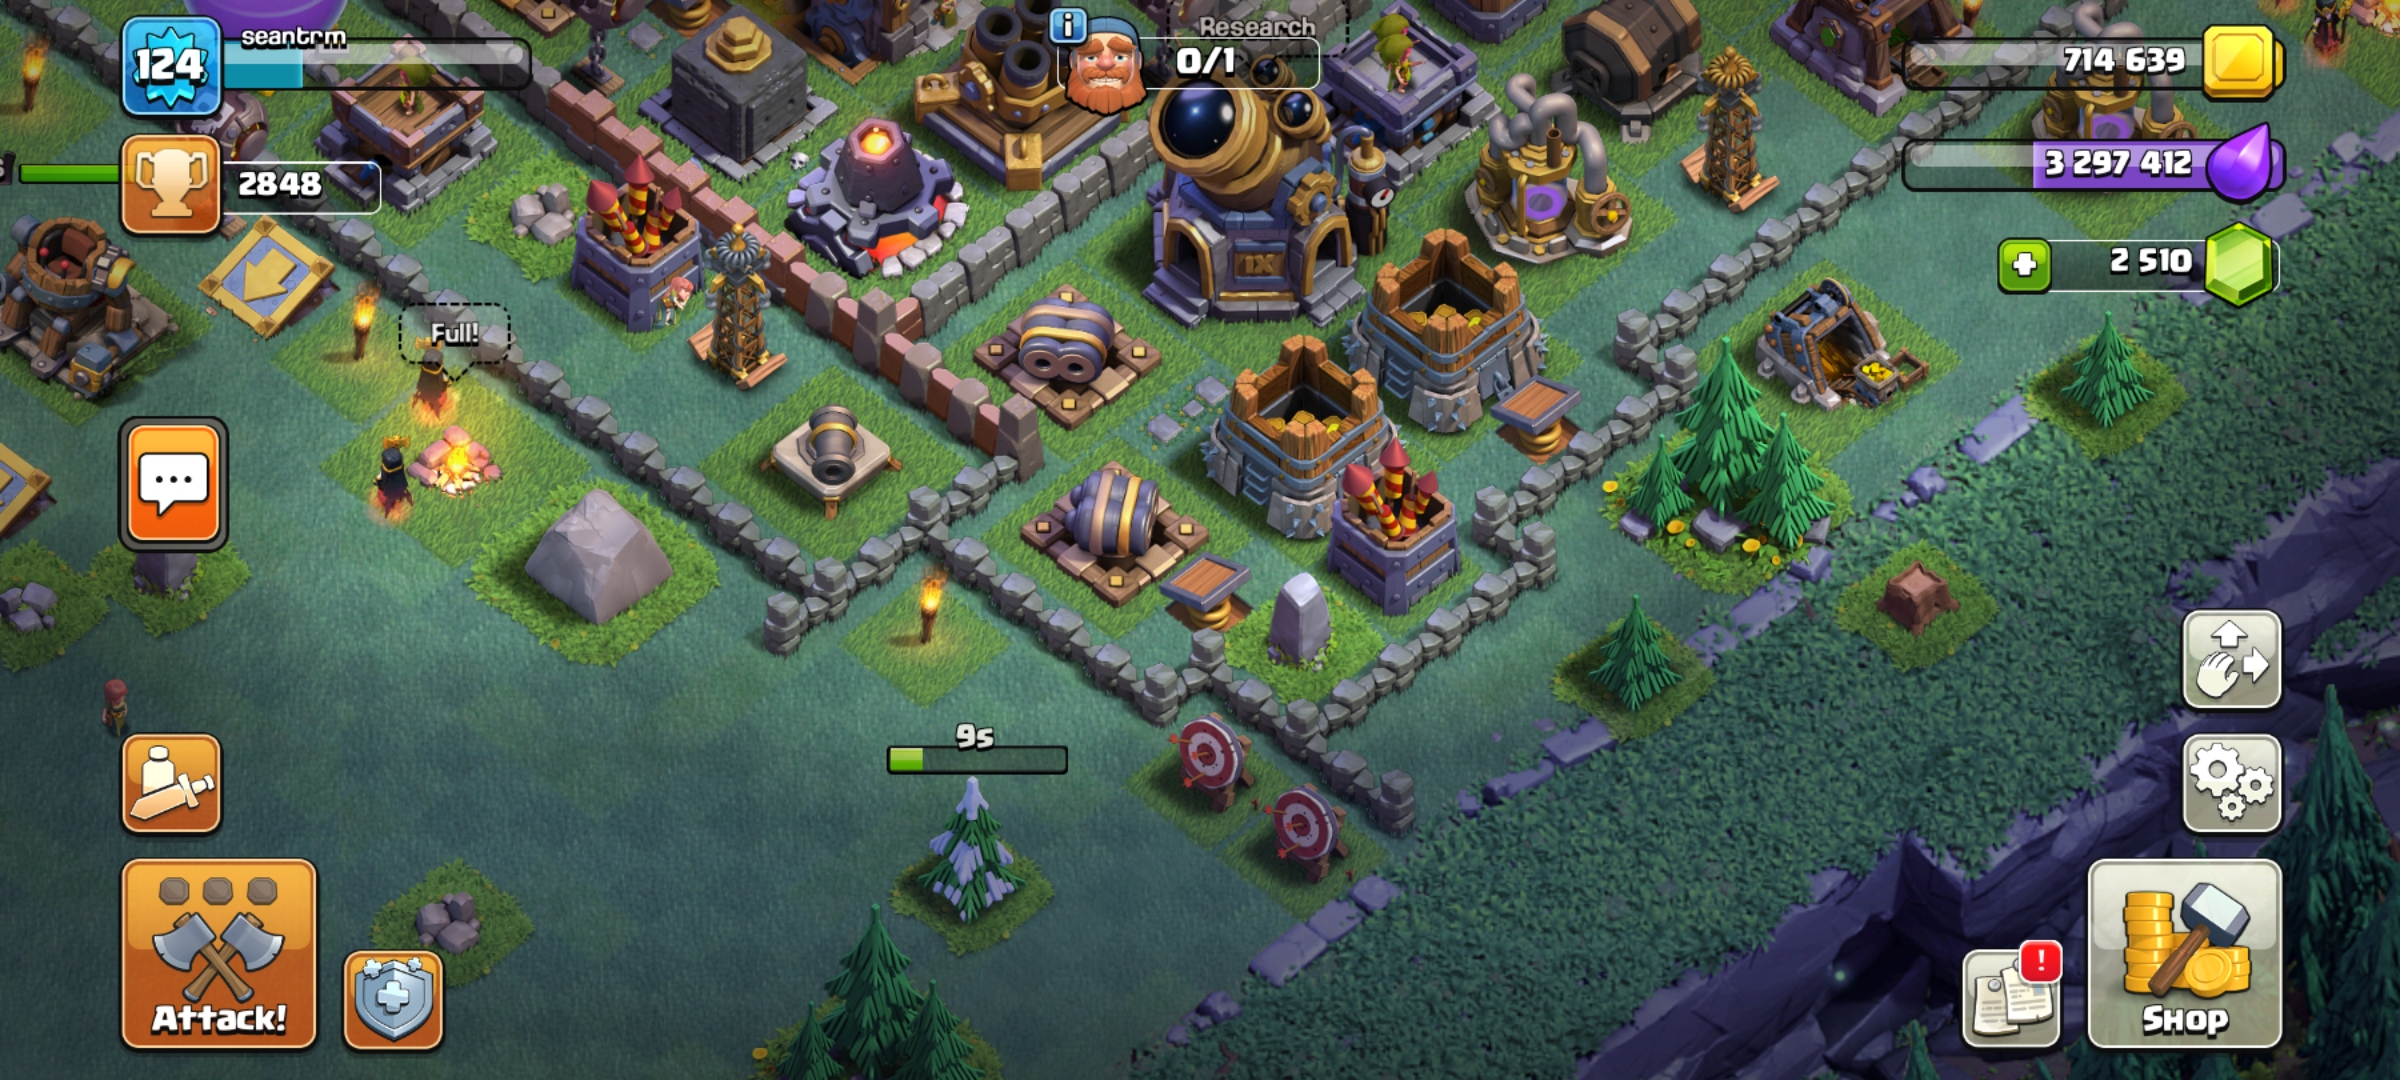 124
seantrm
Research
0/1
714 639
2848
3 297 412
2 510
Full!
IX
9s
Attack!
!
Shop